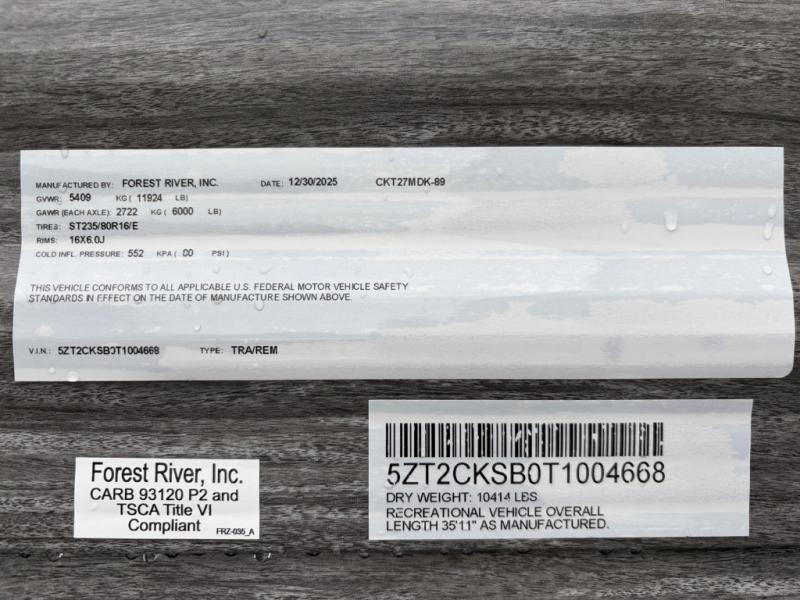 MANUFACTURED BY: FOREST RIVER, INC. DATE: 12/30/2025 CKT27MDK-89
GVWR: 5409 KG ( 11924 LB)
GAWR (EACH AXLE): 2722 KG ( 6000 LB)
TIRES: ST235/80R16/E
RIMS: 16X6.0J
COLD INFL. PRESSURE: 552 KPA ( PSI )
THIS VEHICLE CONFORMS TO ALL APPLICABLE U.S. FEDERAL MOTOR VEHICLE SAFETY
STANDARDS IN EFFECT ON THE DATE OF MANUFACTURE SHOWN ABOVE.
V.I.N.: 5ZT2CKSB0T1004668 TYPE: TRA/REM
5ZT2CKSB0T1004668
DRY WEIGHT: 10414 LBS
RECREATIONAL VEHICLE OVERALL
LENGTH 35'11" AS MANUFACTURED.
Forest River, Inc.
CARB 93120 P2 and
TSCA Title VI
Compliant
FRZ-035_A